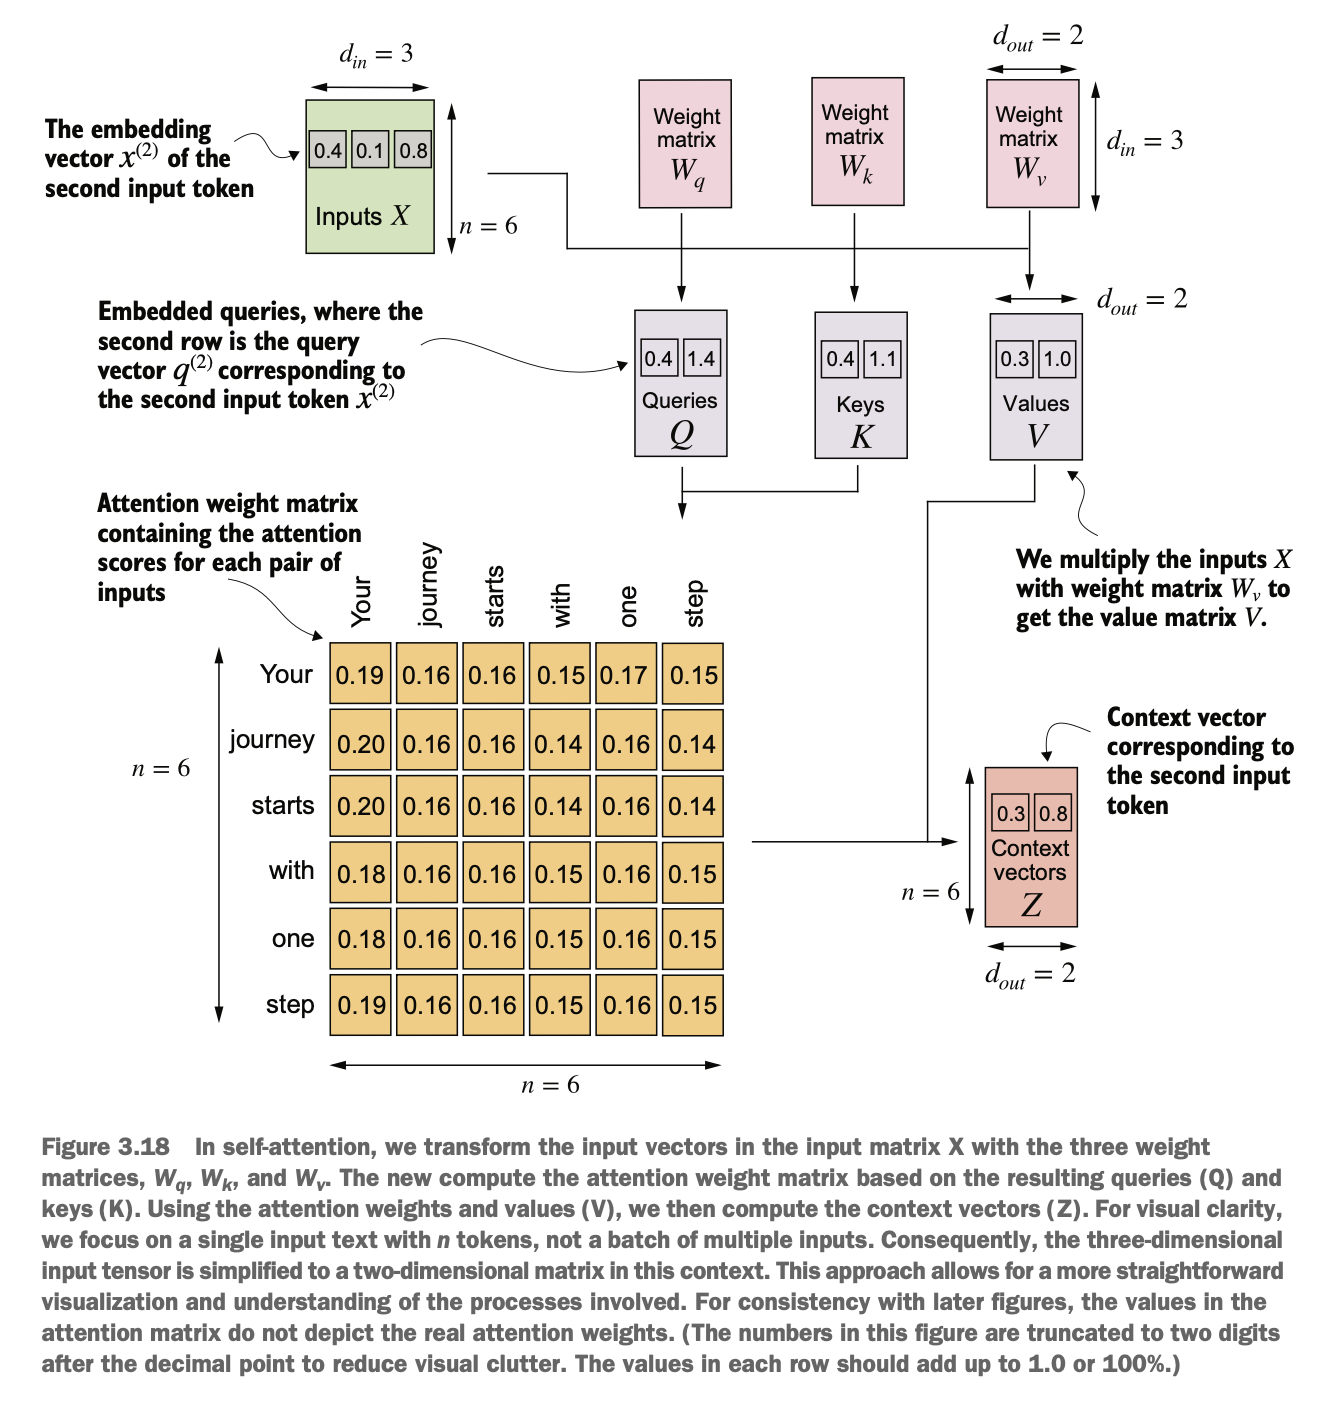 d_in = 3
d_out = 2
The embedding
vector x^(2) of the
second input token
0.4 0.1 0.8
Inputs X
n = 6
Weight
matrix
W_q
Weight
matrix
W_k
Weight
matrix
W_v
d_in = 3
Embedded queries, where the
second row is the query
vector q^(2) corresponding to
the second input token x^(2)
d_out = 2
0.4 1.4
Queries
Q
0.4 1.1
Keys
K
0.3 1.0
Values
V
Attention weight matrix
containing the attention
scores for each pair of
inputs
We multiply the inputs X
with weight matrix W_v to
get the value matrix V.
Your journey starts with one step
Your 0.19 0.16 0.16 0.15 0.17 0.15
journey 0.20 0.16 0.16 0.14 0.16 0.14
starts 0.20 0.16 0.16 0.14 0.16 0.14
with 0.18 0.16 0.16 0.15 0.16 0.15
one 0.18 0.16 0.16 0.15 0.16 0.15
step 0.19 0.16 0.16 0.15 0.16 0.15
n = 6
n = 6
Context vector
corresponding to
the second input
token
0.3 0.8
Context
vectors
Z
n = 6
d_out = 2
Figure 3.18 In self-attention, we transform the input vectors in the input matrix X with the three weight
matrices, W_q, W_k, and W_v. The new compute the attention weight matrix based on the resulting queries (Q) and
keys (K). Using the attention weights and values (V), we then compute the context vectors (Z). For visual clarity,
we focus on a single input text with n tokens, not a batch of multiple inputs. Consequently, the three-dimensional
input tensor is simplified to a two-dimensional matrix in this context. This approach allows for a more straightforward
visualization and understanding of the processes involved. For consistency with later figures, the values in the
attention matrix do not depict the real attention weights. (The numbers in this figure are truncated to two digits
after the decimal point to reduce visual clutter. The values in each row should add up to 1.0 or 100%.)